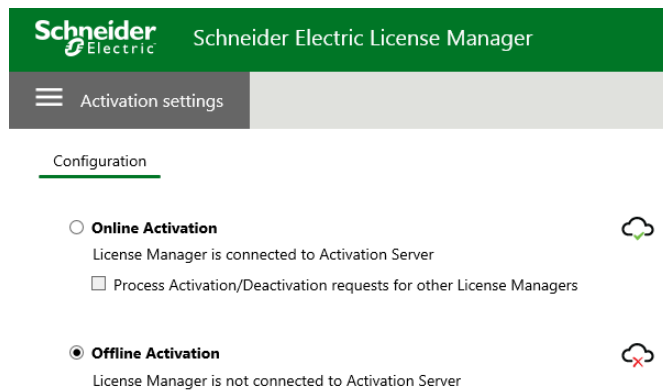 Schneider Electric
Schneider Electric License Manager
Activation settings
Configuration
Online Activation
License Manager is connected to Activation Server
Process Activation/Deactivation requests for other License Managers
Offline Activation
License Manager is not connected to Activation Server